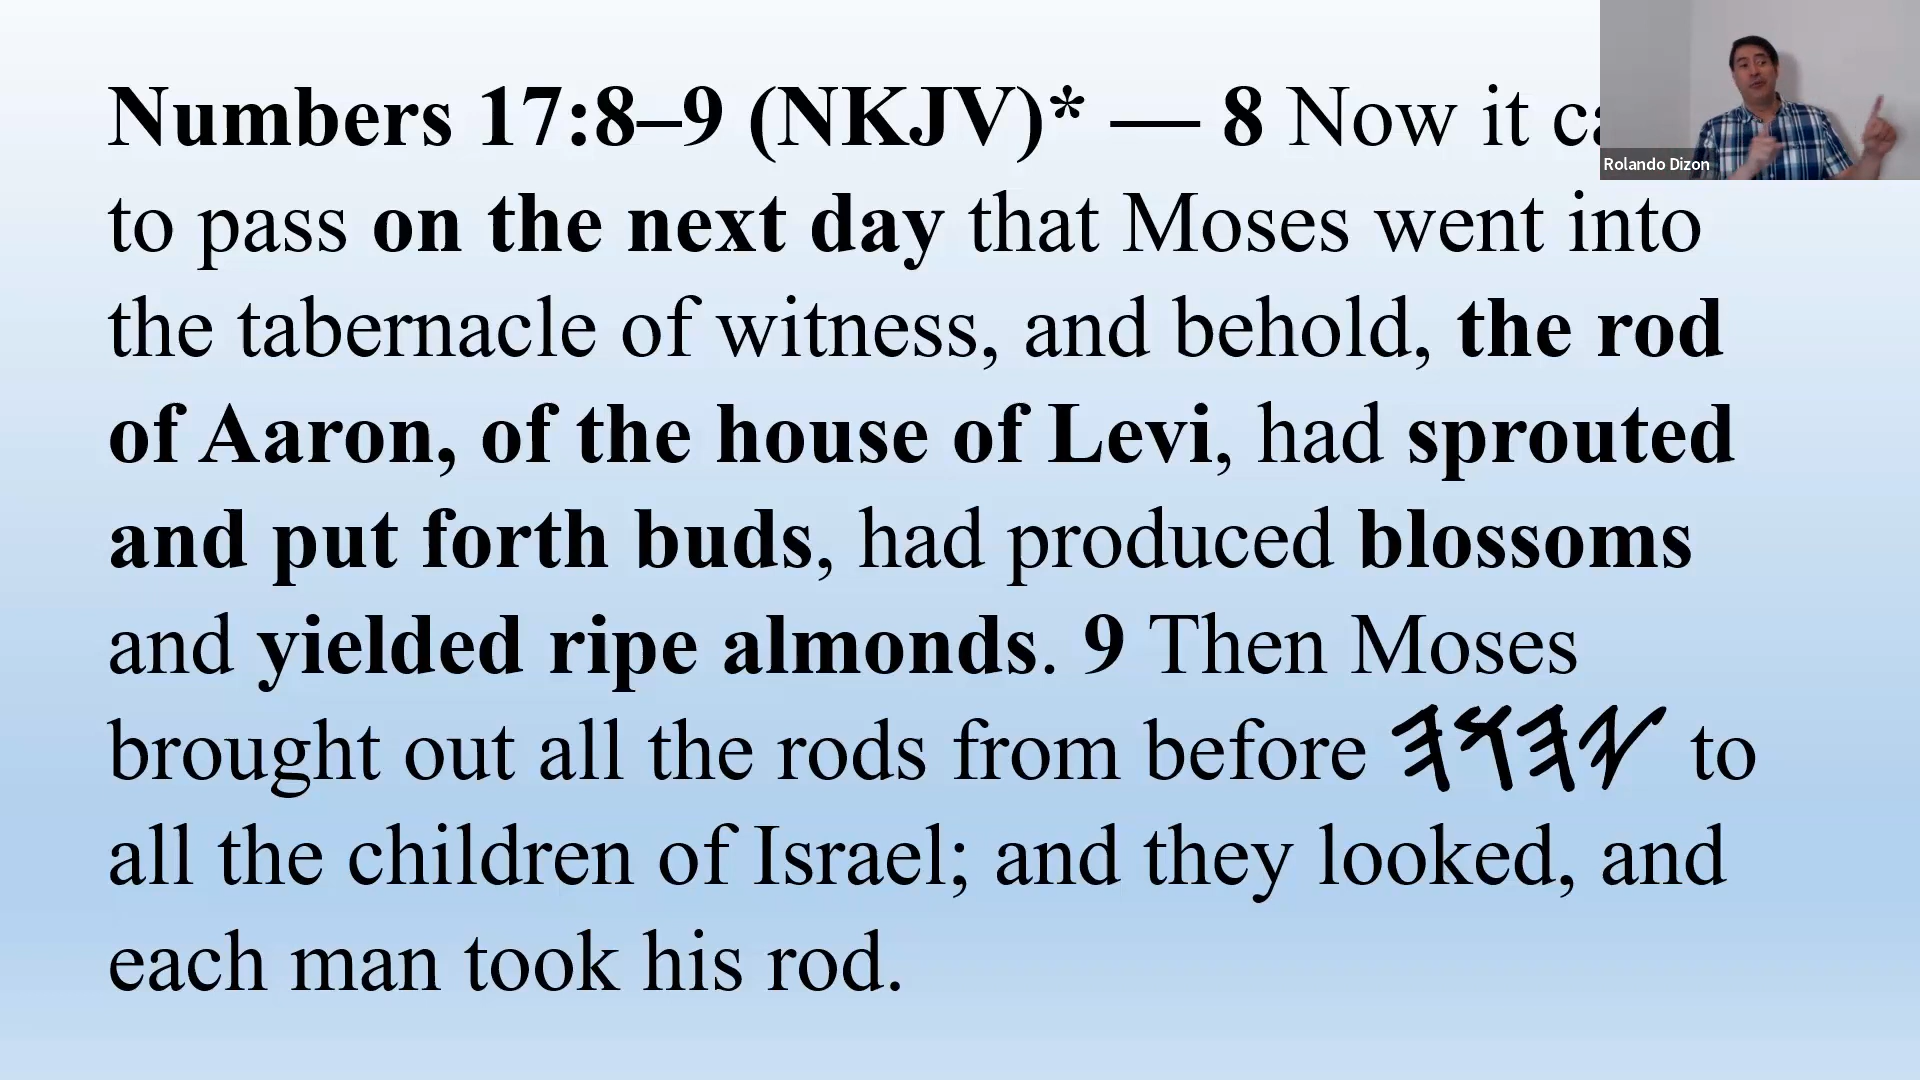 Numbers 17:8–9 (NKJV)* — 8 Now it
to pass on the next day that Moses went into
the tabernacle of witness, and behold, the rod
of Aaron, of the house of Levi, had sprouted
and put forth buds, had produced blossoms
and yielded ripe almonds. 9 Then Moses
brought out all the rods from before 𐤉𐤄𐤅𐤄 to
all the children of Israel; and they looked, and
each man took his rod.
Rolando Dizon